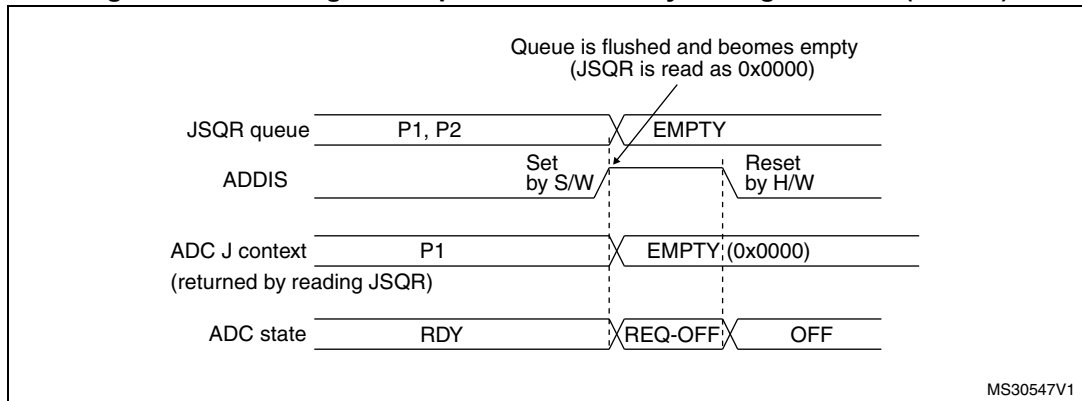 Queue is flushed and beomes empty
(JSQR is read as 0x0000)
JSQR queue
P1, P2
EMPTY
Set
by S/W
Reset
by H/W
ADDIS
ADC J context
(returned by reading JSQR)
P1
EMPTY (0x0000)
ADC state
RDY
REQ-OFF
OFF
MS30547V1